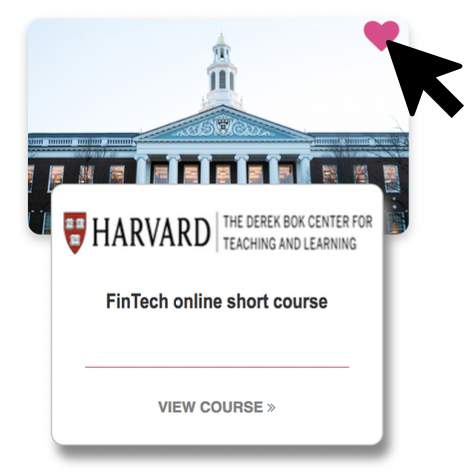 HARVARD
THE DEREK BOK CENTER FOR
TEACHING AND LEARNING
FinTech online short course
VIEW COURSE »